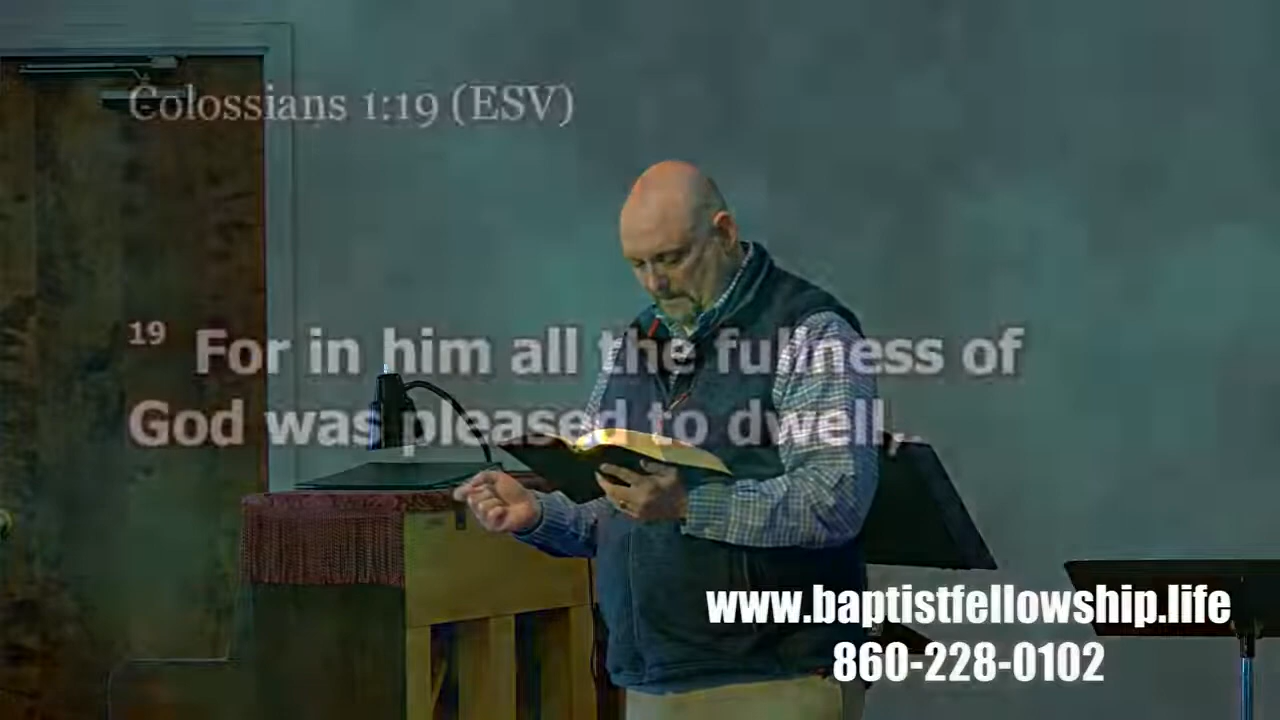 Colossians 1:19 (ESV)
19 For in him all the fullness of
God was pleased to dwell,
www.baptistfellowship.life
860-228-0102